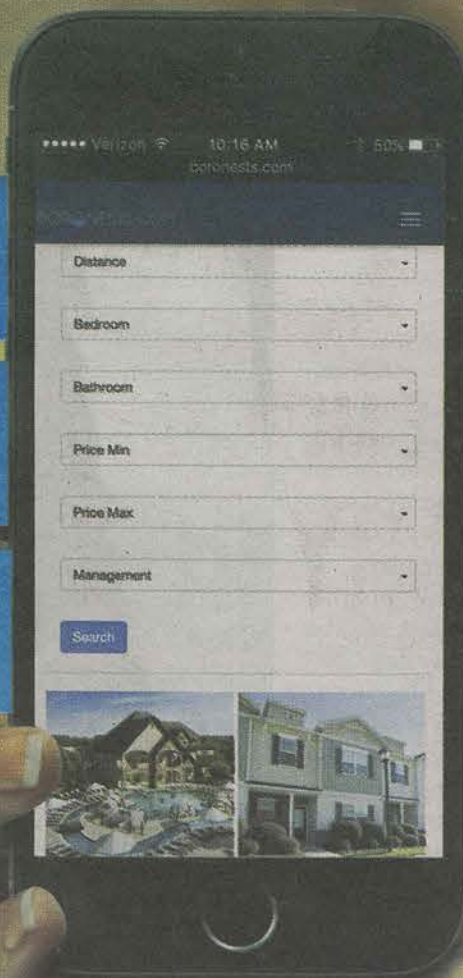 Verizon 10:16 AM 50%
boronests.com
Distance
Bedroom
Bathroom
Price Min
Price Max
Management
Search